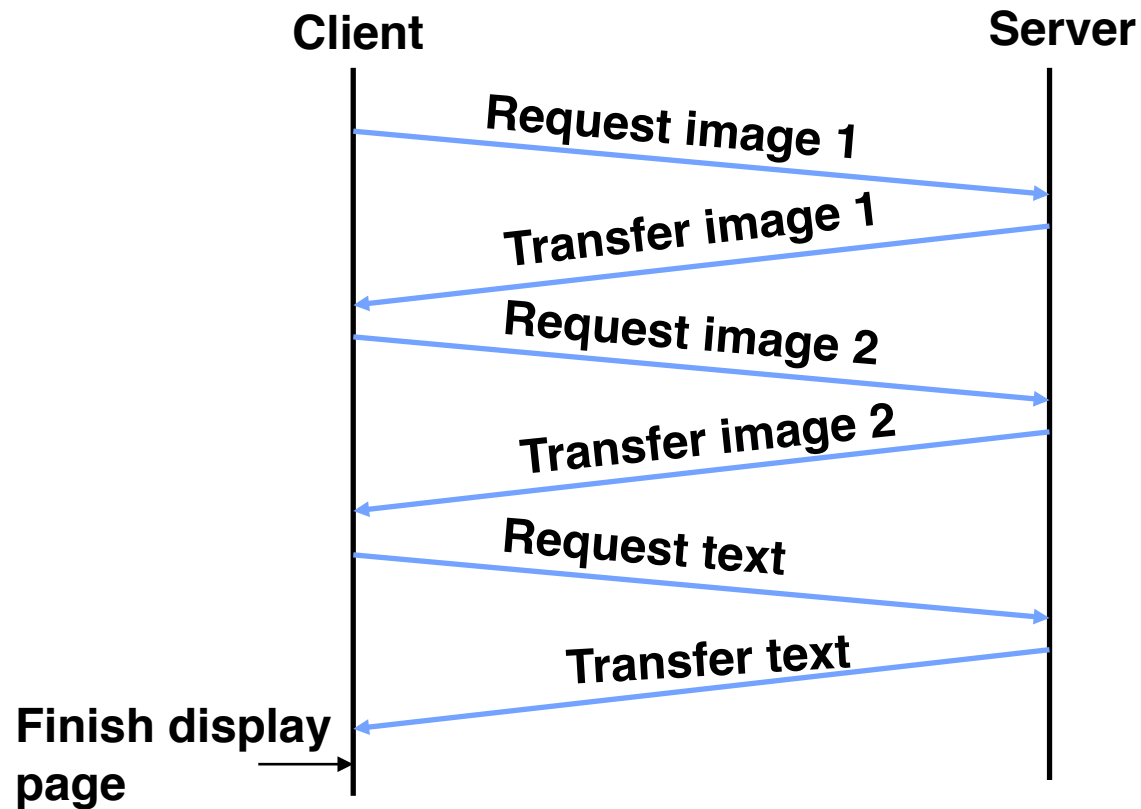 Client
Server
Request image 1
Transfer image 1
Request image 2
Transfer image 2
Request text
Transfer text
Finish display
page